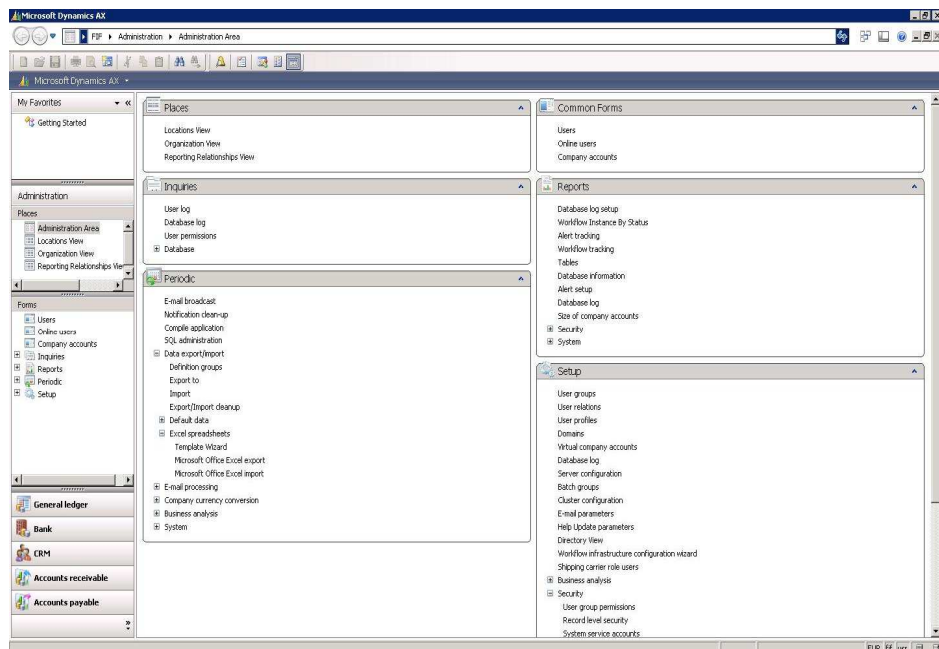 Microsoft Dynamics AX
FIF ▸ Administration ▸ Administration Area
Microsoft Dynamics AX
My Favorites
Getting Started
Administration
Places
Administration Area
Locations View
Organization View
Reporting Relationships Vie
Forms
Users
Online users
Company accounts
Inquiries
Reports
Periodic
Setup
General ledger
Bank
CRM
Accounts receivable
Accounts payable
Places
Locations View
Organization View
Reporting Relationships View
Inquiries
User log
Database log
User permissions
Database
Periodic
E-mail broadcast
Notification clean-up
Compile application
SQL administration
Data export/import
Definition groups
Export to
Import
Export/Import cleanup
Default data
Excel spreadsheets
Template Wizard
Microsoft Office Excel export
Microsoft Office Excel import
E-mail processing
Company currency conversion
Business analysis
System
Common Forms
Users
Online users
Company accounts
Reports
Database log setup
Workflow Instance By Status
Alert tracking
Workflow tracking
Tables
Database information
Alert setup
Database log
Size of company accounts
Security
System
Setup
User groups
User relations
User profiles
Domains
Virtual company accounts
Database log
Server configuration
Batch groups
Cluster configuration
E-mail parameters
Help Update parameters
Directory View
Workflow infrastructure configuration wizard
Shipping carrier role users
Business analysis
Security
User group permissions
Record level security
System service accounts
EUR